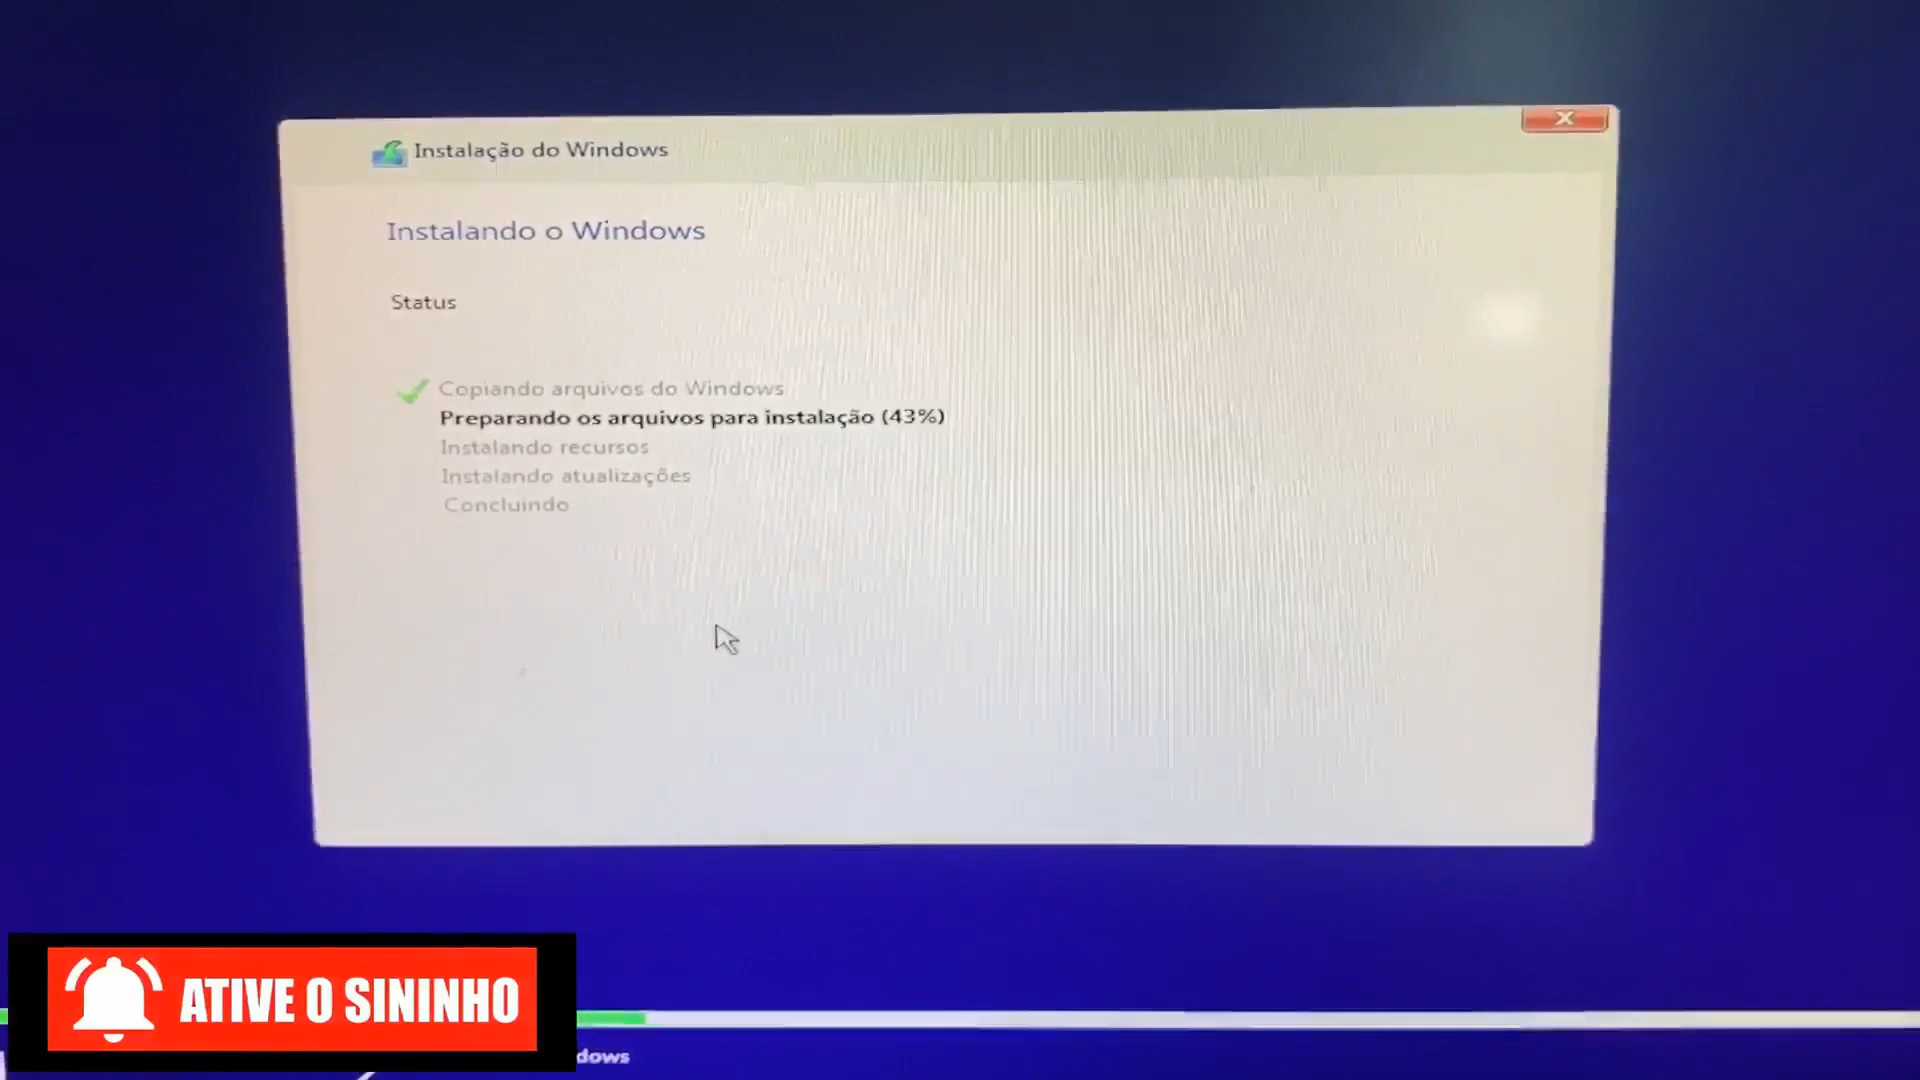 Instalação do Windows
Instalando o Windows
Status
Copiando arquivos do Windows
Preparando os arquivos para instalação (43%)
Instalando recursos
Instalando atualizações
Concluindo
ATIVE O SININHO
dows